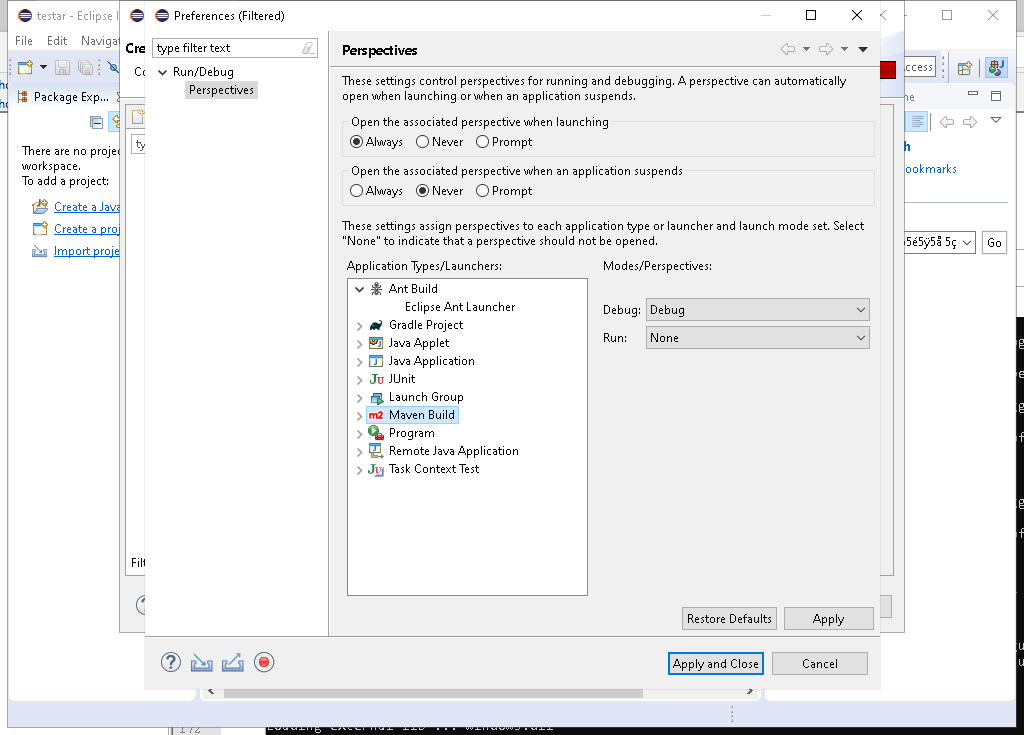 testar - Eclipse I
Preferences (Filtered)
File Edit Navigat
Cre
type filter text
Perspectives
Run/Debug
Perspectives
ccess
Package Exp...
These settings control perspectives for running and debugging. A perspective can automatically
open when launching or when an application suspends.
Open the associated perspective when launching
Always Never Prompt
There are no projec
workspace.
To add a project:
Open the associated perspective when an application suspends
Always Never Prompt
ookmarks
Create a Java
Create a proj
Import proje
These settings assign perspectives to each application type or launcher and launch mode set. Select
"None" to indicate that a perspective should not be opened.
Go
Application Types/Launchers:
Modes/Perspectives:
Ant Build
Eclipse Ant Launcher
Debug: Debug
Gradle Project
Run: None
Java Applet
Java Application
JUnit
Launch Group
Maven Build
Program
Remote Java Application
Task Context Test
Filt
Restore Defaults Apply
Apply and Close Cancel
172
Loading external lib ... windows.dll